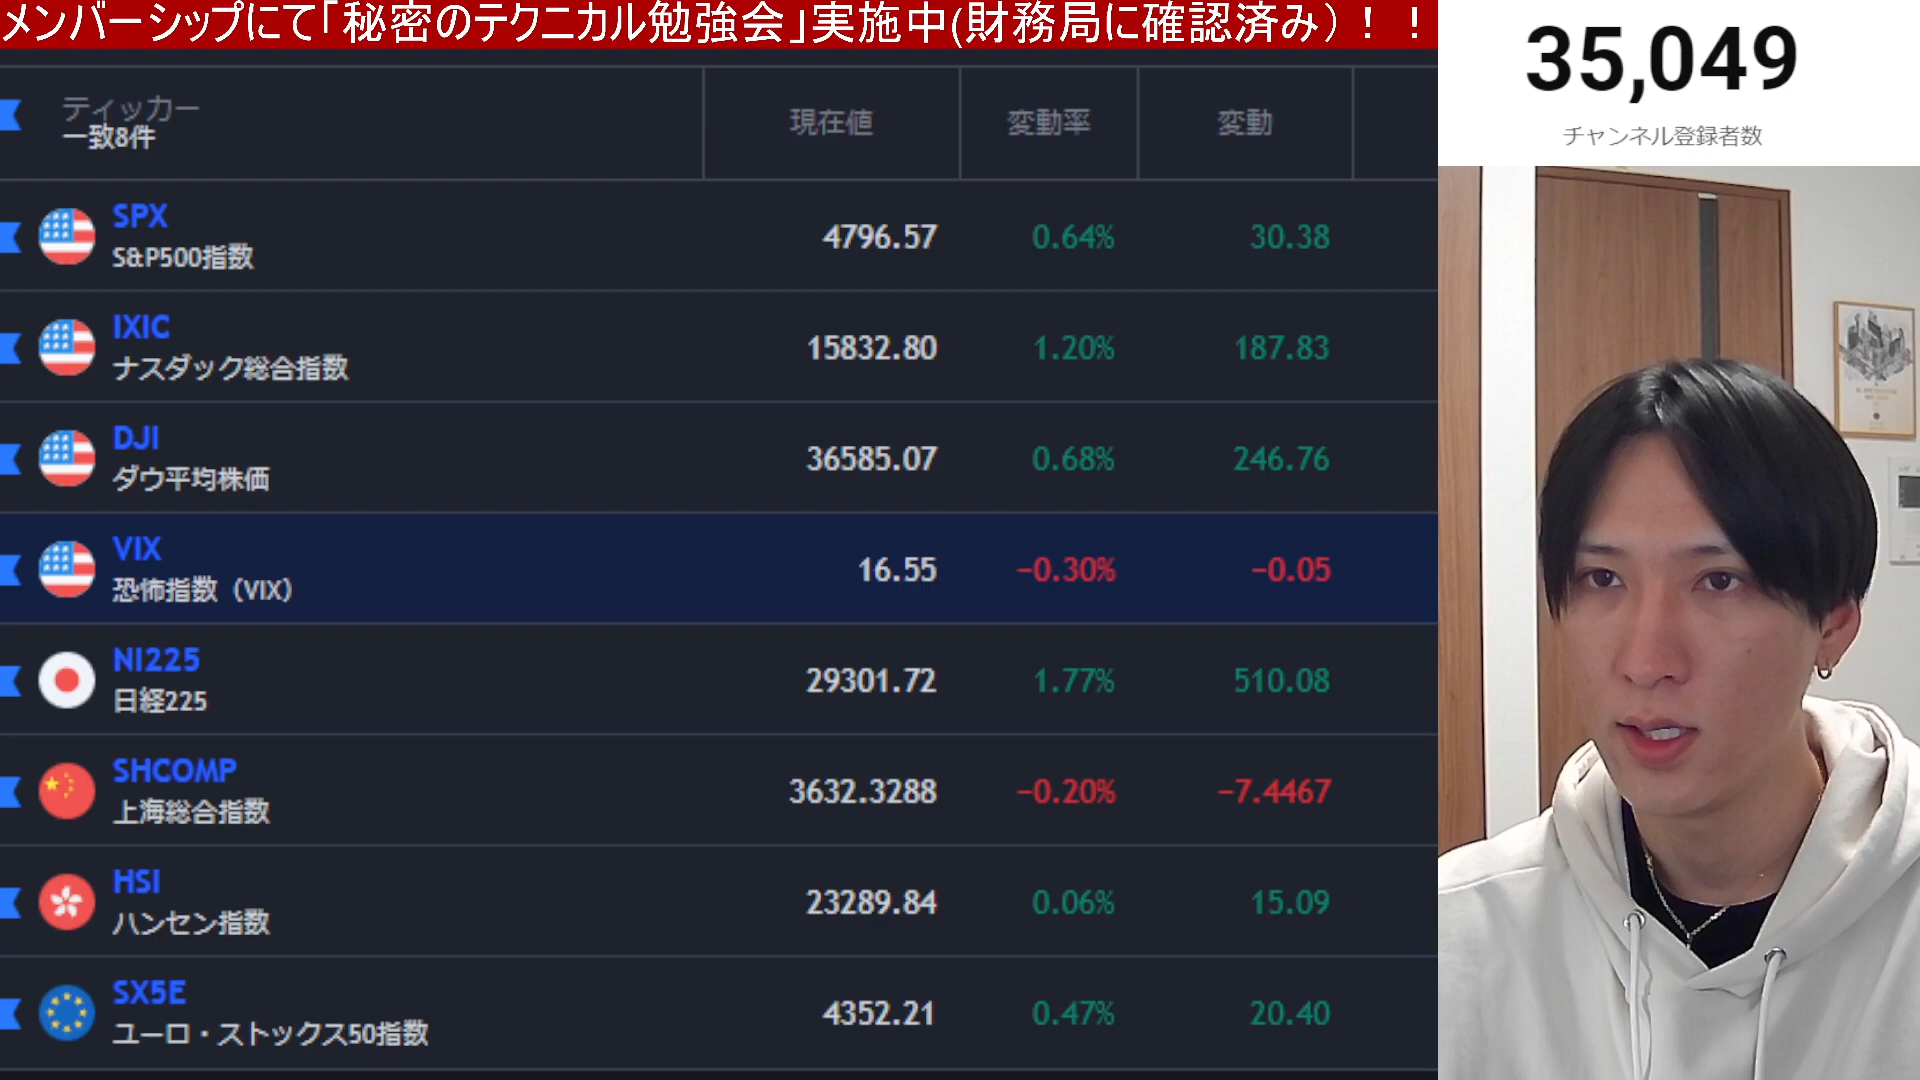 メンバーシップにて「秘密のテクニカル勉強会」実施中(財務局に確認済み）！！
35,049
チャンネル登録者数
ティッカー
一致8件
現在値 変動率 変動
SPX
S&P500指数
4796.57 0.64% 30.38
IXIC
ナスダック総合指数
15832.80 1.20% 187.83
DJI
ダウ平均株価
36585.07 0.68% 246.76
VIX
恐怖指数（VIX）
16.55 −0.30% −0.05
NI225
日経225
29301.72 1.77% 510.08
SHCOMP
上海総合指数
3632.3288 −0.20% −7.4467
HSI
ハンセン指数
23289.84 0.06% 15.09
SX5E
ユーロ・ストックス50指数
4352.21 0.47% 20.40